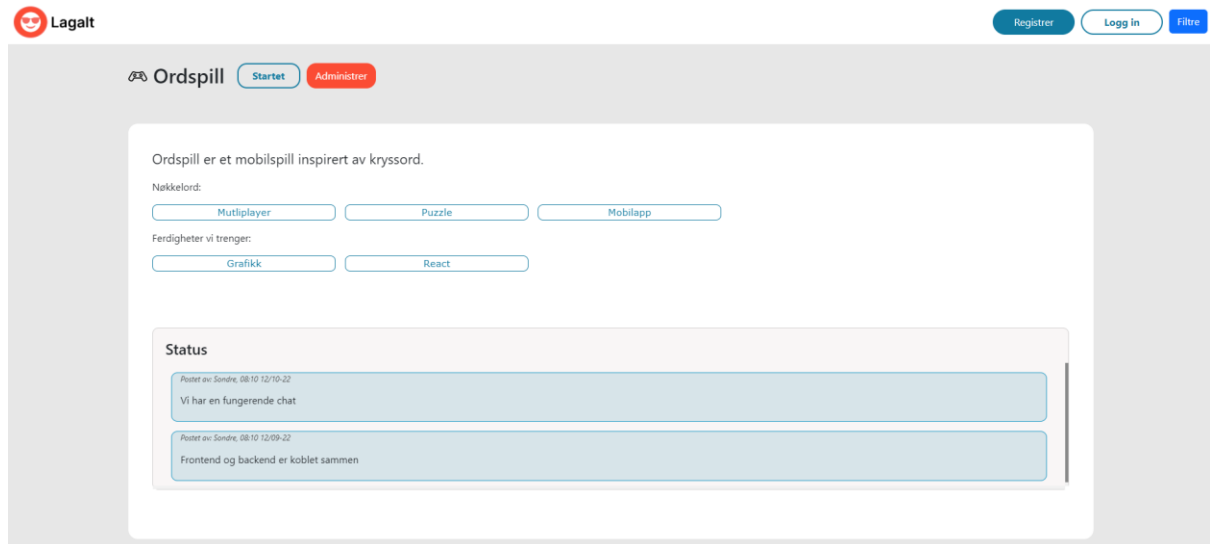 Lagalt
Registrer Logg in Filtre
Ordspill Startet Administrer
Ordspill er et mobilspill inspirert av kryssord.
Nøkkelord:
Mutliplayer Puzzle Mobilapp
Ferdigheter vi trenger:
Grafikk React
Status
Postet av: Sondre, 08:10 12/10-22
Vi har en fungerende chat
Postet av: Sondre, 08:10 12/09-22
Frontend og backend er koblet sammen